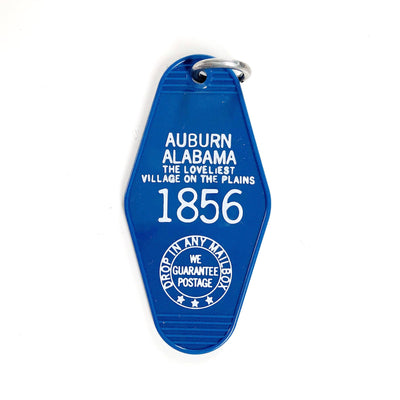 AUBURN
ALABAMA
THE LOVELIEST
VILLAGE ON THE PLAINS
1856
DROP IN ANY MAILBOX
WE
GUARANTEE
POSTAGE